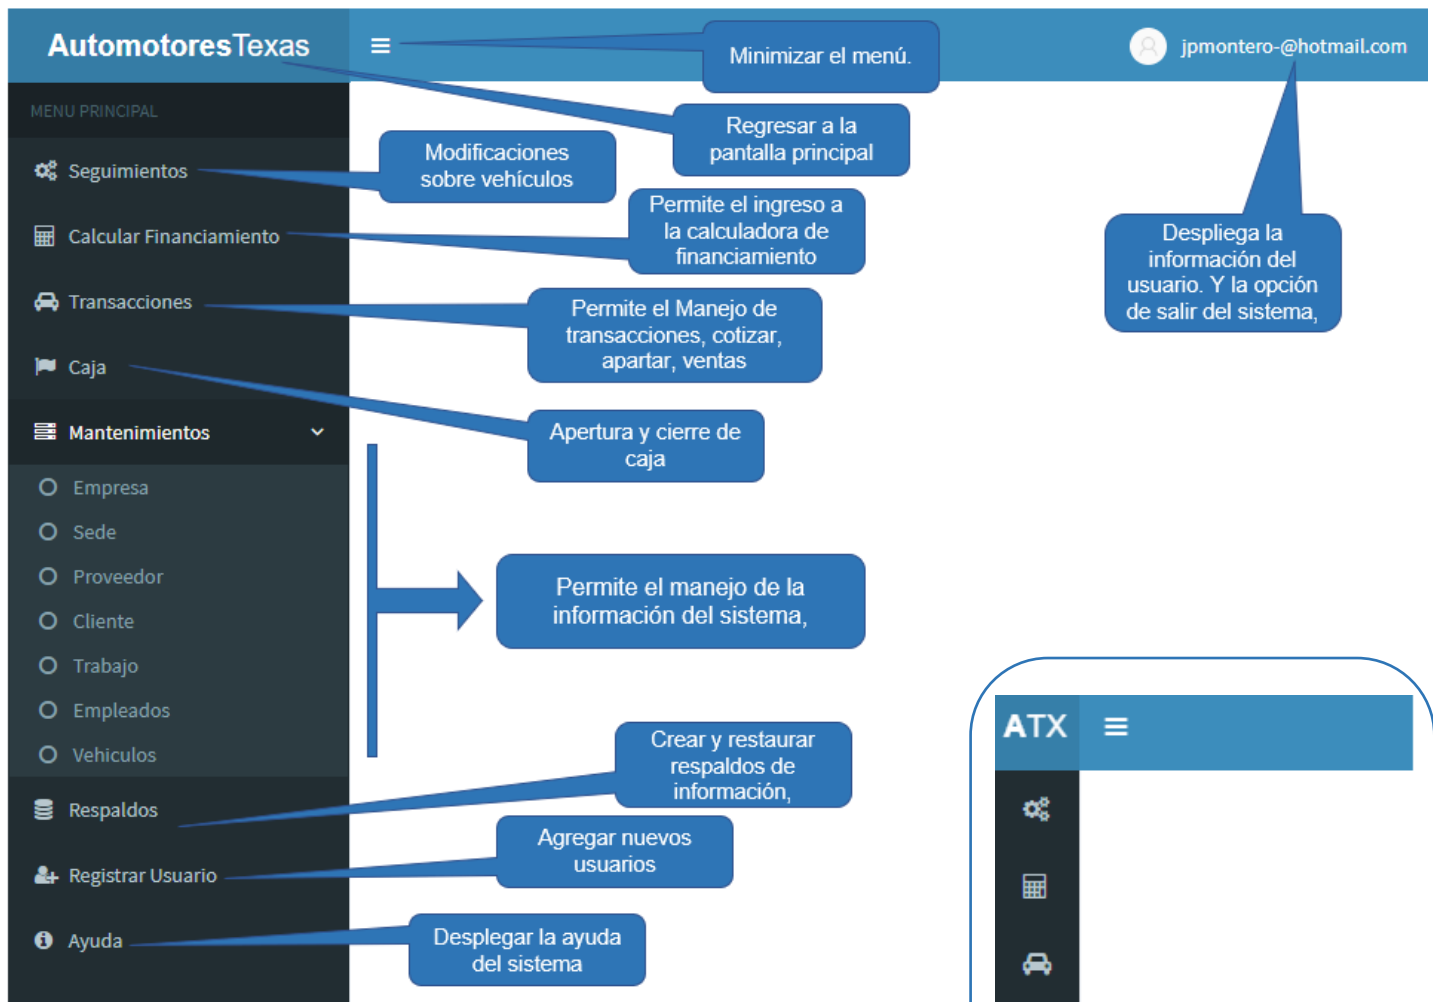 AutomotoresTexas
jpmontero-@hotmail.com
Minimizar el menú.
Regresar a la
pantalla principal
MENU PRINCIPAL
Seguimientos
Modificaciones
sobre vehículos
Calcular Financiamiento
Permite el ingreso a
la calculadora de
financiamiento
Despliega la
información del
usuario. Y la opción
de salir del sistema,
Transacciones
Permite el Manejo de
transacciones, cotizar,
apartar, ventas
Caja
Apertura y cierre de
caja
Mantenimientos
Empresa
Sede
Proveedor
Cliente
Trabajo
Empleados
Vehiculos
Permite el manejo de la
información del sistema,
Respaldos
Crear y restaurar
respaldos de
información,
Registrar Usuario
Agregar nuevos
usuarios
Ayuda
Desplegar la ayuda
del sistema
ATX